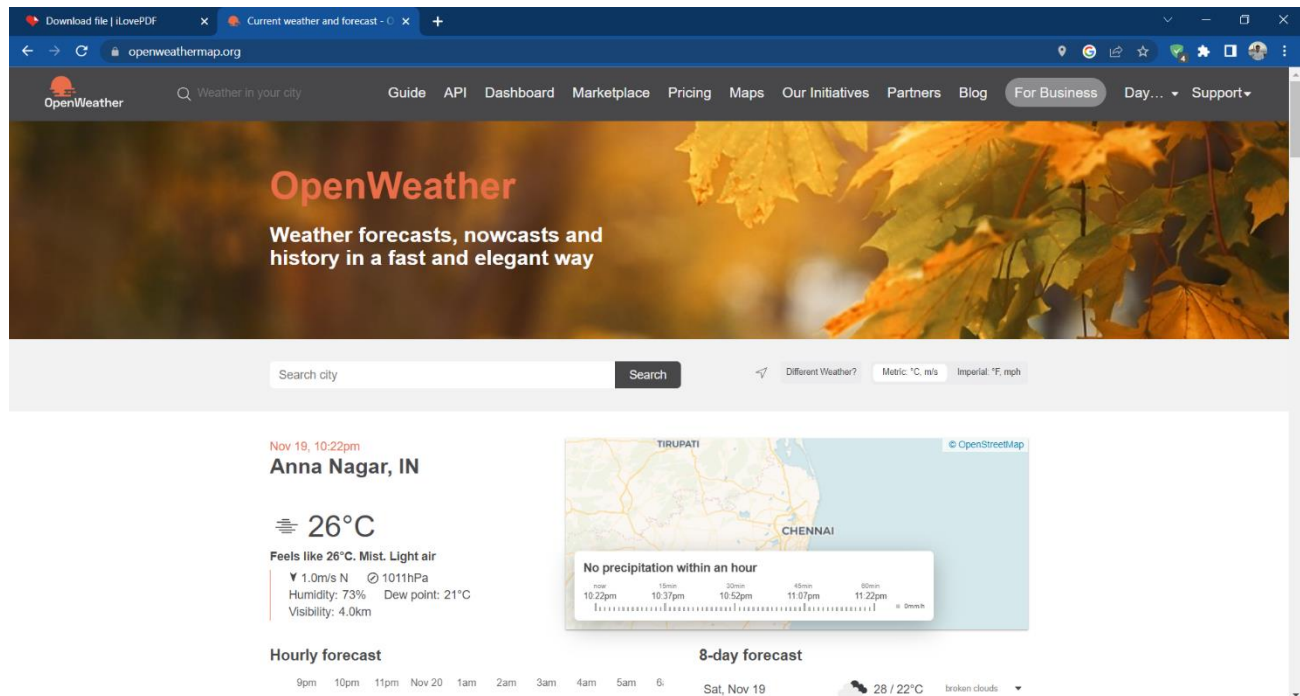 Download file | iLovePDF
Current weather and forecast - O
openweathermap.org
4
OpenWeather
Weather in your city
Guide API Dashboard Marketplace Pricing Maps Our Initiatives Partners Blog For Business Day... Support
OpenWeather
Weather forecasts, nowcasts and
history in a fast and elegant way
Search city
Search
Different Weather?
Metric: °C, m/s
Imperial: °F, mph
Nov 19, 10:22pm
Anna Nagar, IN
26°C
Feels like 26°C. Mist. Light air
1.0m/s N 1011hPa
Humidity: 73% Dew point: 21°C
Visibility: 4.0km
TIRUPATI
© OpenStreetMap
CHENNAI
No precipitation within an hour
now 15min 30min 45min 60min
10:22pm 10:37pm 10:52pm 11:07pm 11:22pm
0mm/h
Hourly forecast
9pm 10pm 11pm Nov 20 1am 2am 3am 4am 5am 6
8-day forecast
Sat, Nov 19 28 / 22°C broken clouds